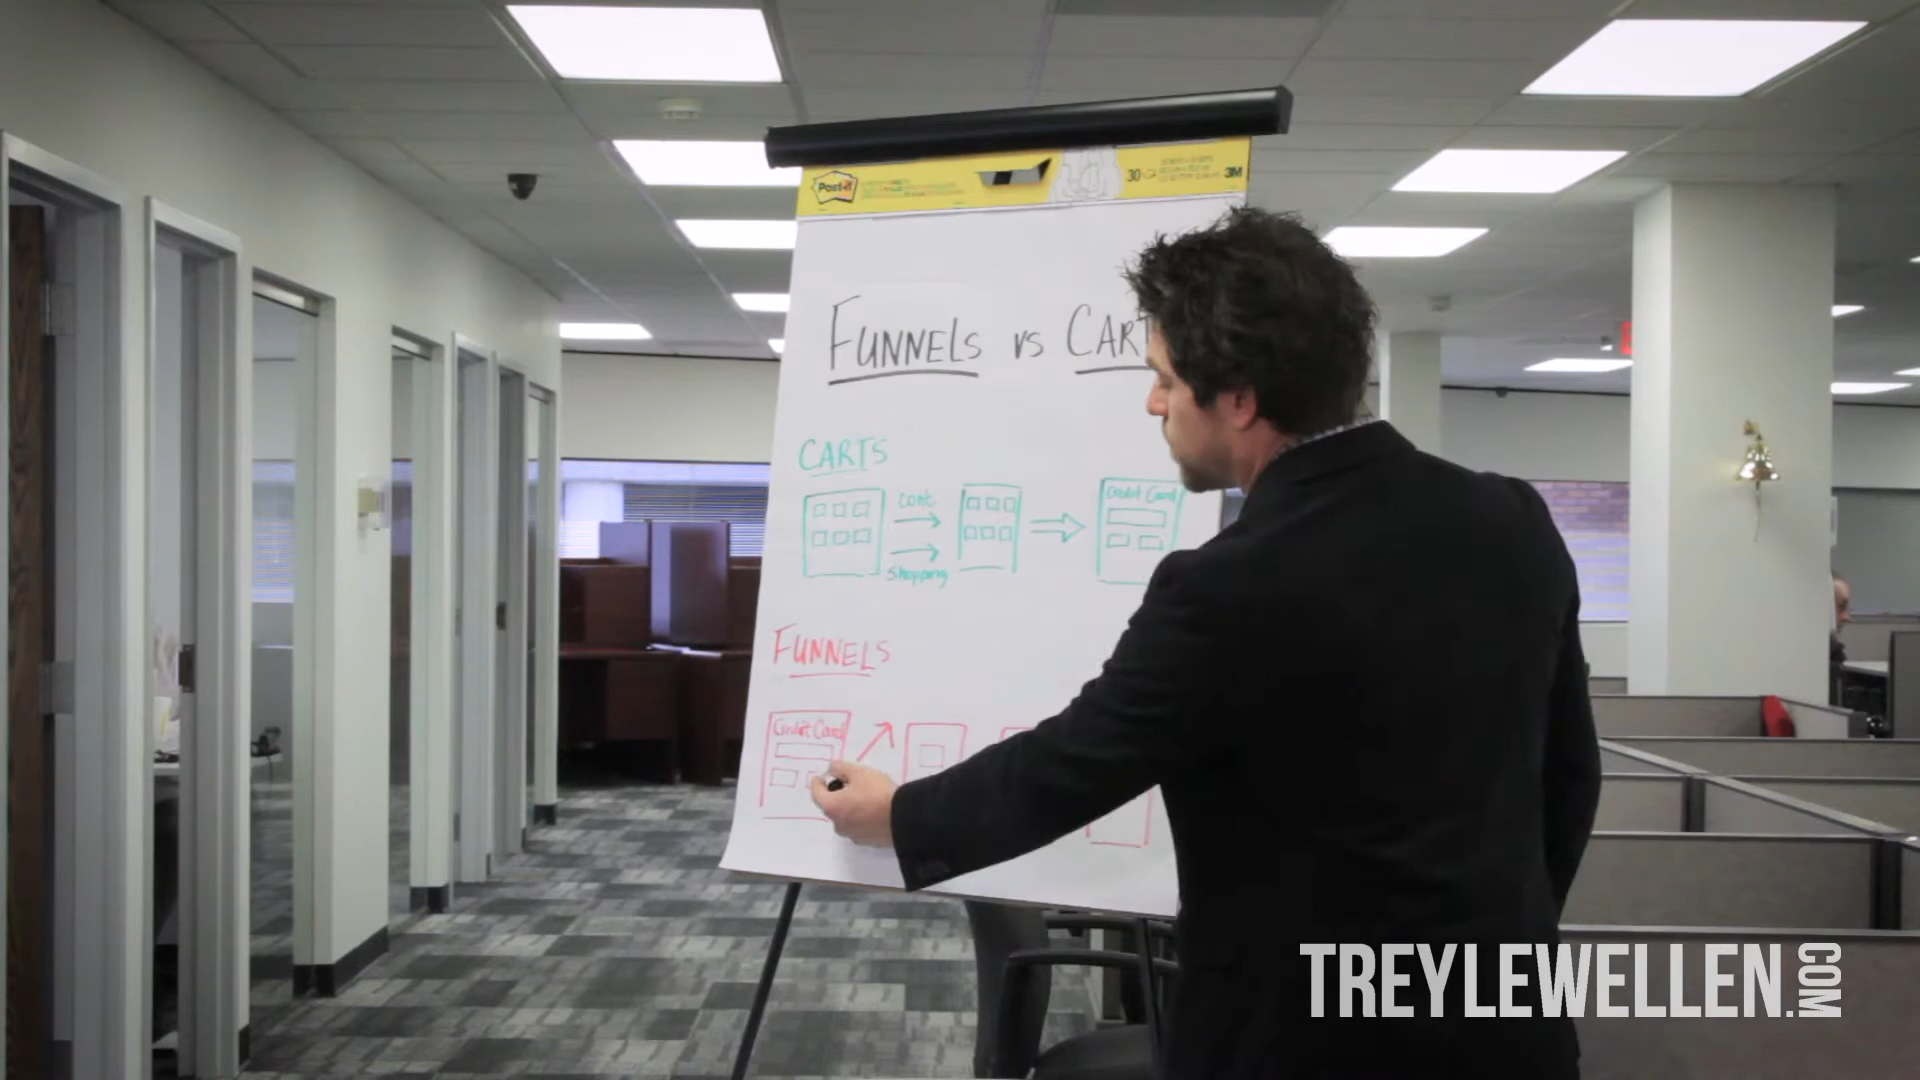 Post-it
30
3M
FUNNELS vs CART
CARTS
cont
shopping
Credit Card
FUNNELS
Credit Card
TREYLEWELLEN.COM